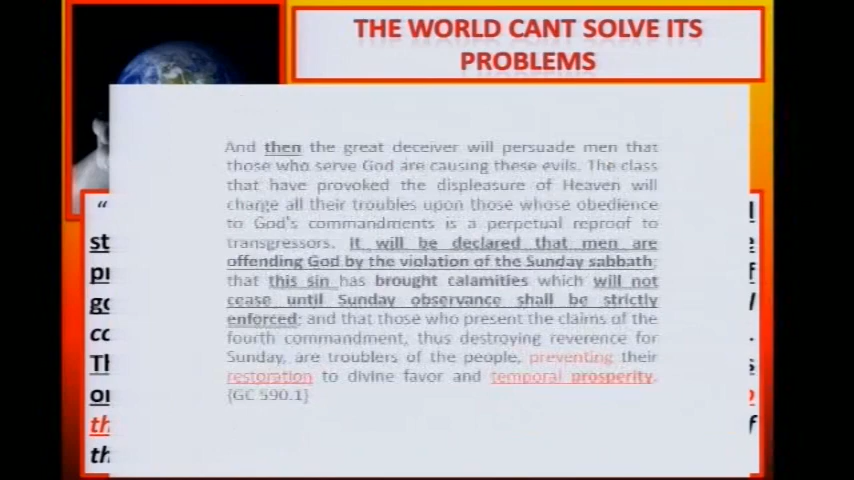 THE WORLD CANT SOLVE ITS
PROBLEMS
And then the great deceiver will persuade men that
those who serve God are causing these evils. The class
that have provoked the displeasure of Heaven will
charge all their troubles upon those whose obedience
to God's commandments is a perpetual reproof to
transgressors. It will be declared that men are
offending God by the violation of the Sunday sabbath;
that this sin has brought calamities which will not
cease until Sunday observance shall be strictly
enforced; and that those who present the claims of the
fourth commandment, thus destroying reverence for
Sunday, are troublers of the people, preventing their
restoration to divine favor and temporal prosperity.
{GC 590.1}